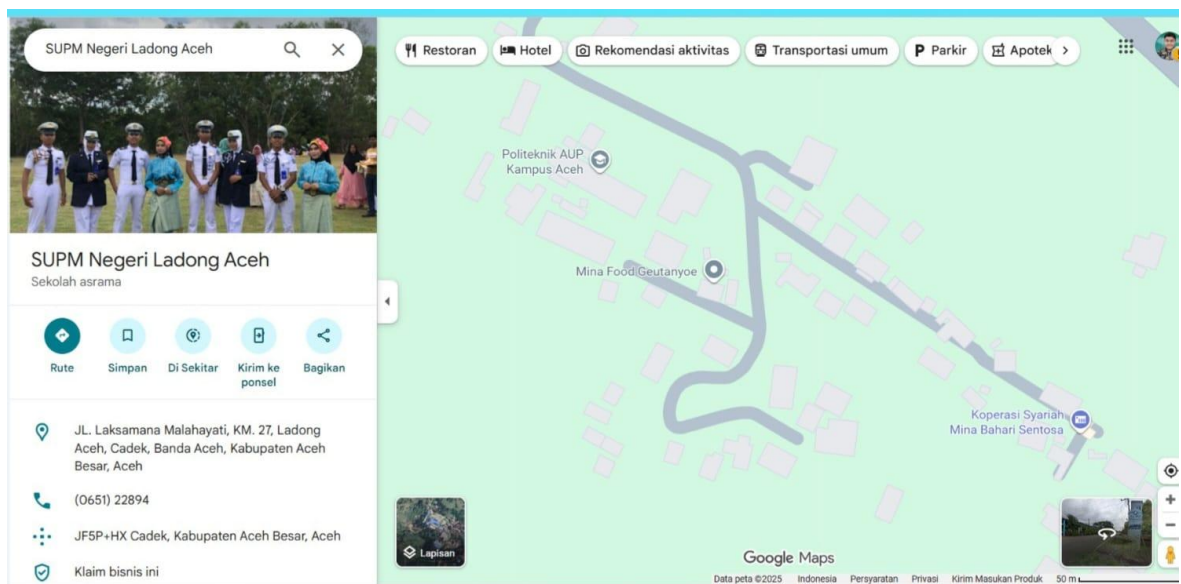 SUPM Negeri Ladong Aceh
SUPM Negeri Ladong Aceh
Sekolah asrama
Rute
Simpan
Di Sekitar
Kirim ke
ponsel
Bagikan
JL. Laksamana Malahayati, KM. 27, Ladong
Aceh, Cadek, Banda Aceh, Kabupaten Aceh
Besar, Aceh
(0651) 22894
JF5P+HX Cadek, Kabupaten Aceh Besar, Aceh
Klaim bisnis ini
Restoran
Hotel
Rekomendasi aktivitas
Transportasi umum
P Parkir
Apotek
Politeknik AUP
Kampus Aceh
Mina Food Geutanyoe
Koperasi Syariah
Mina Bahari Sentosa
Lapisan
Google Maps
Data peta ©2025 Indonesia Persyaratan Privasi Kirim Masukan Produk 50 m